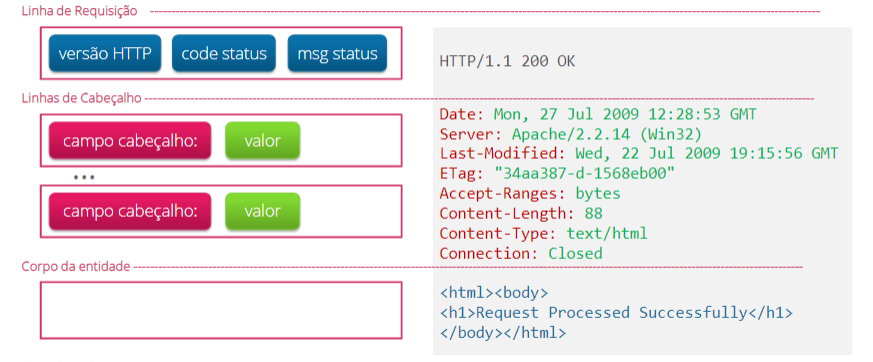 Linha de Requisição
versão HTTP code status msg status
HTTP/1.1 200 OK
Linhas de Cabeçalho
campo cabeçalho: valor
...
campo cabeçalho: valor
Date: Mon, 27 Jul 2009 12:28:53 GMT
Server: Apache/2.2.14 (Win32)
Last-Modified: Wed, 22 Jul 2009 19:15:56 GMT
ETag: "34aa387-d-1568eb00"
Accept-Ranges: bytes
Content-Length: 88
Content-Type: text/html
Connection: Closed
Corpo da entidade
<html><body>
<h1>Request Processed Successfully</h1>
</body></html>